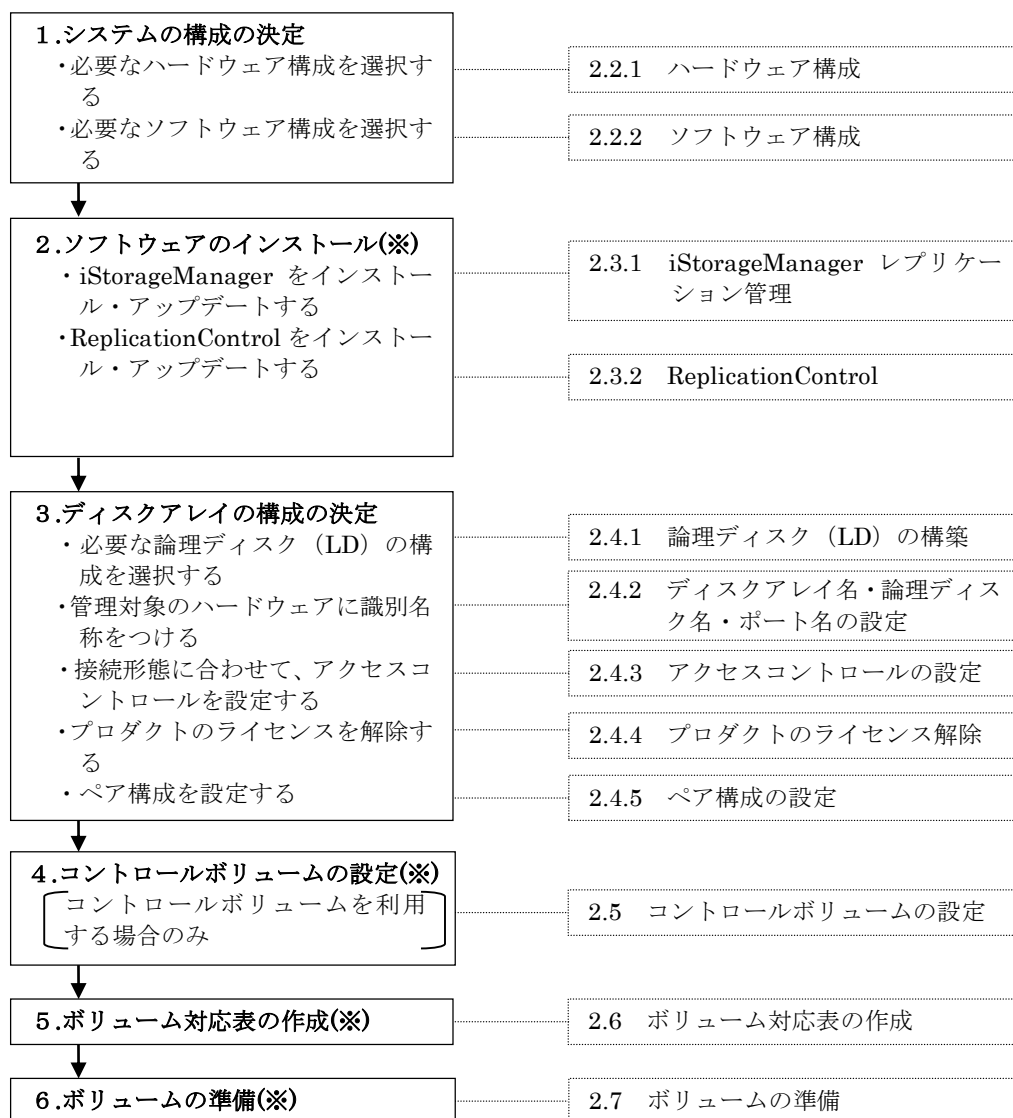 １.システムの構成の決定
・必要なハードウェア構成を選択す
る
・必要なソフトウェア構成を選択す
る
2.2.1 ハードウェア構成
2.2.2 ソフトウェア構成
２.ソフトウェアのインストール(※)
・iStorageManager をインストー
ル・アップデートする
・ReplicationControl をインストー
ル・アップデートする
2.3.1 iStorageManager レプリケー
ション管理
2.3.2 ReplicationControl
３.ディスクアレイの構成の決定
・必要な論理ディスク（LD）の構
成を選択する
・管理対象のハードウェアに識別名
称をつける
・接続形態に合わせて、アクセスコ
ントロールを設定する
・プロダクトのライセンスを解除す
る
・ペア構成を設定する
2.4.1 論理ディスク（LD）の構築
2.4.2 ディスクアレイ名・論理ディス
ク名・ポート名の設定
2.4.3 アクセスコントロールの設定
2.4.4 プロダクトのライセンス解除
2.4.5 ペア構成の設定
４.コントロールボリュームの設定(※)
コントロールボリュームを利用
する場合のみ
2.5 コントロールボリュームの設定
５.ボリューム対応表の作成(※)
2.6 ボリューム対応表の作成
６.ボリュームの準備(※)
2.7 ボリュームの準備